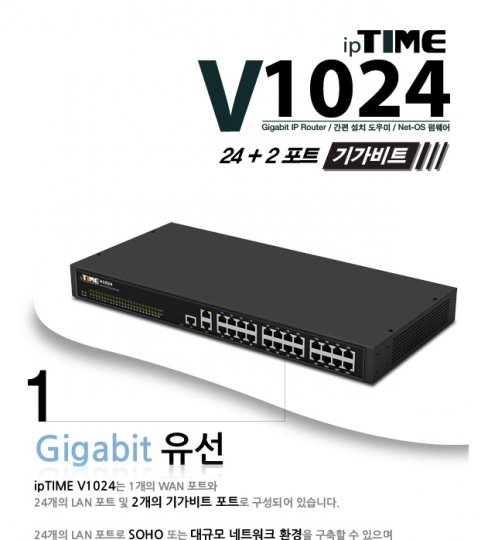 ipTIME
V1024
Gigabit IP Router / 간편 설치 도우미 / Net-OS 펌웨어
24 + 2 포트 기가비트
ipTIME V1024
1
Gigabit 유선
ipTIME V1024는 1개의 WAN 포트와
24개의 LAN 포트 및 2개의 기가비트 포트로 구성되어 있습니다.
24개의 LAN 포트로 SOHO 또는 대규모 네트워크 환경을 구축할 수 있으며